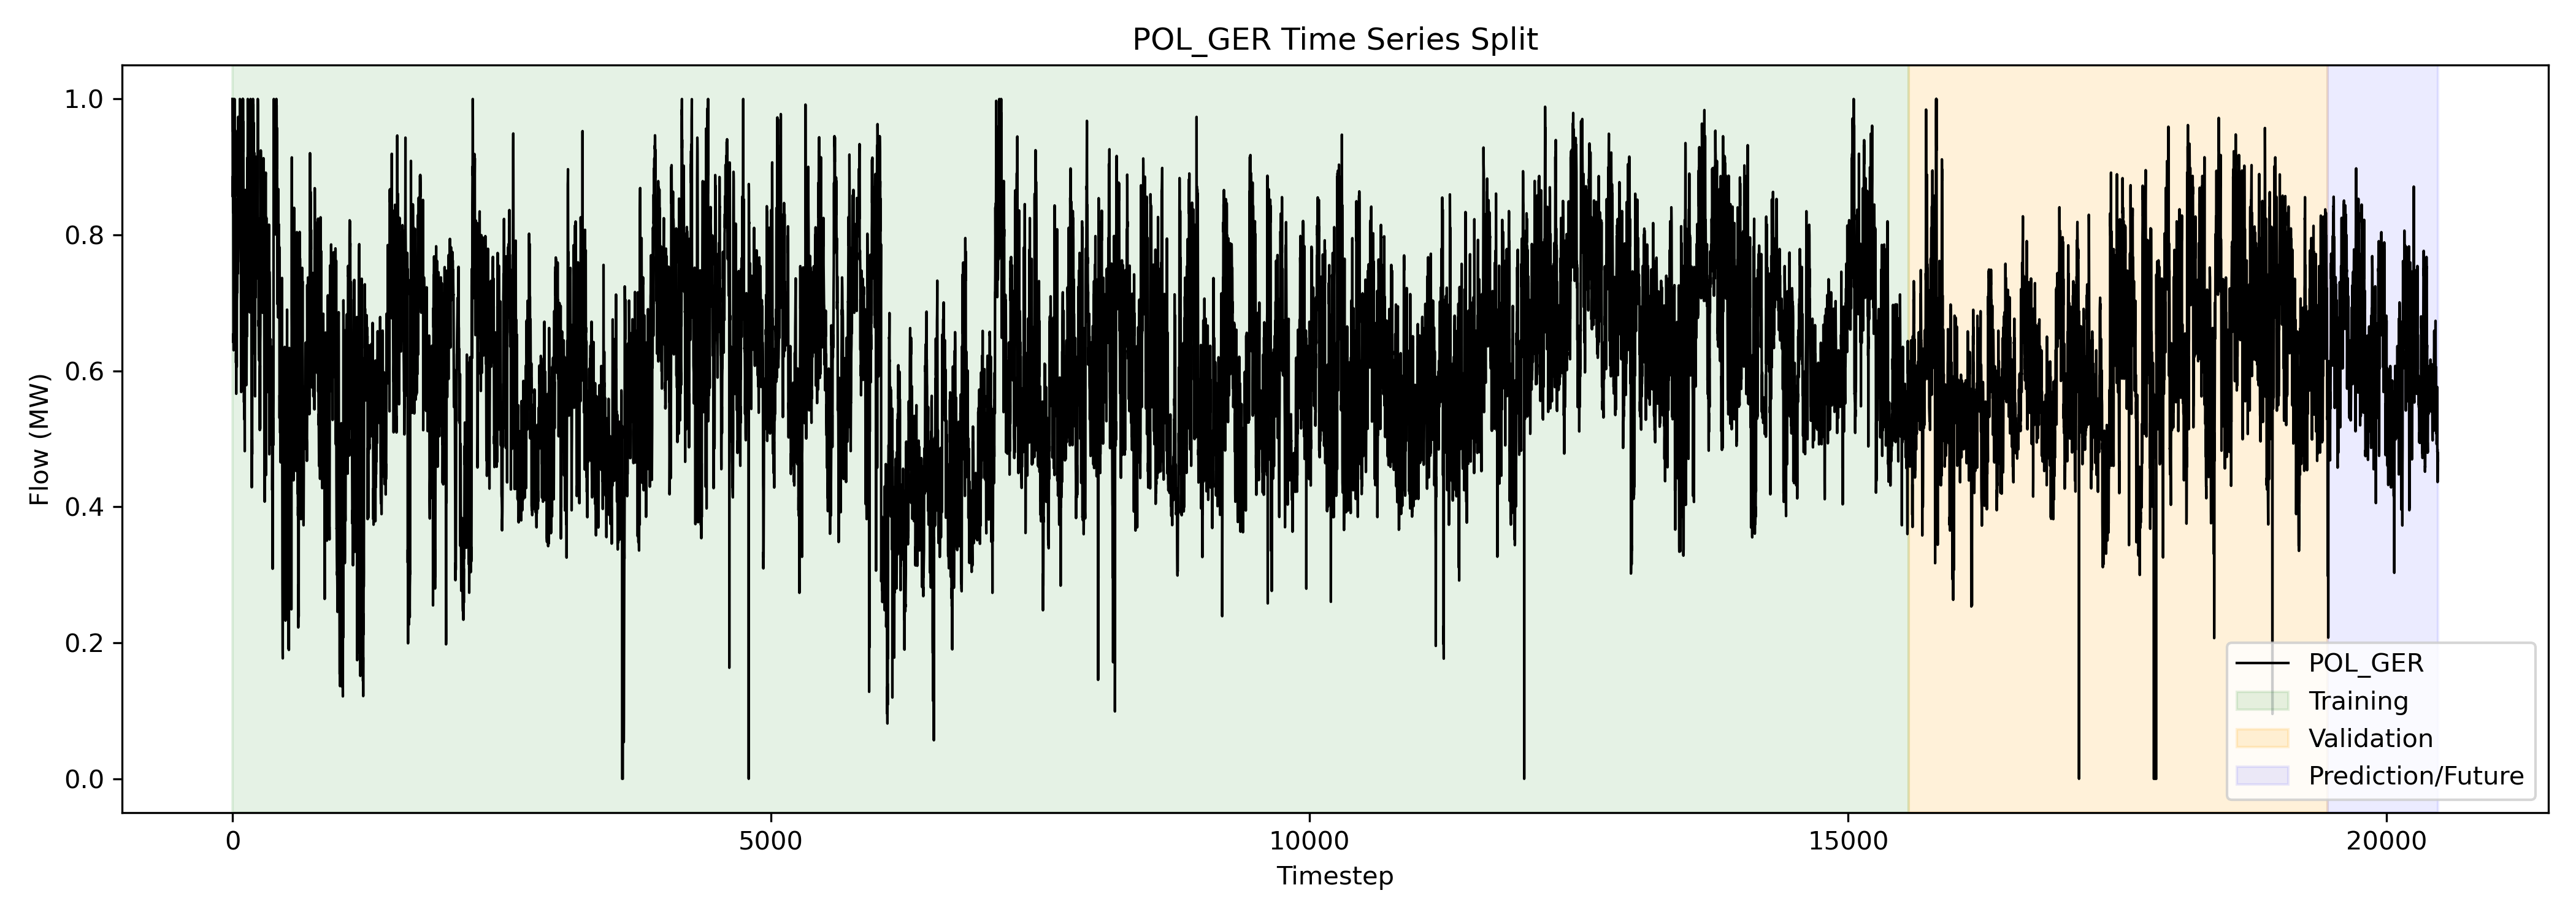 POL_GER Time Series Split
Flow (MW)
1.0
0.8
0.6
0.4
0.2
0.0
0
5000
10000
15000
20000
Timestep
POL_GER
Training
Validation
Prediction/Future